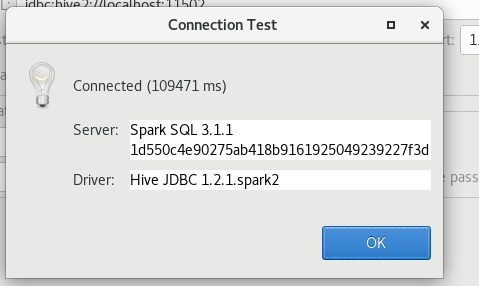 L: jdbc:hive2://localhost:11502
Connection Test
rt:
Connected (109471 ms)
Server: Spark SQL 3.1.1
1d550c4e90275ab418b9161925049239227f3d
Driver: Hive JDBC 1.2.1.spark2
e pass
OK